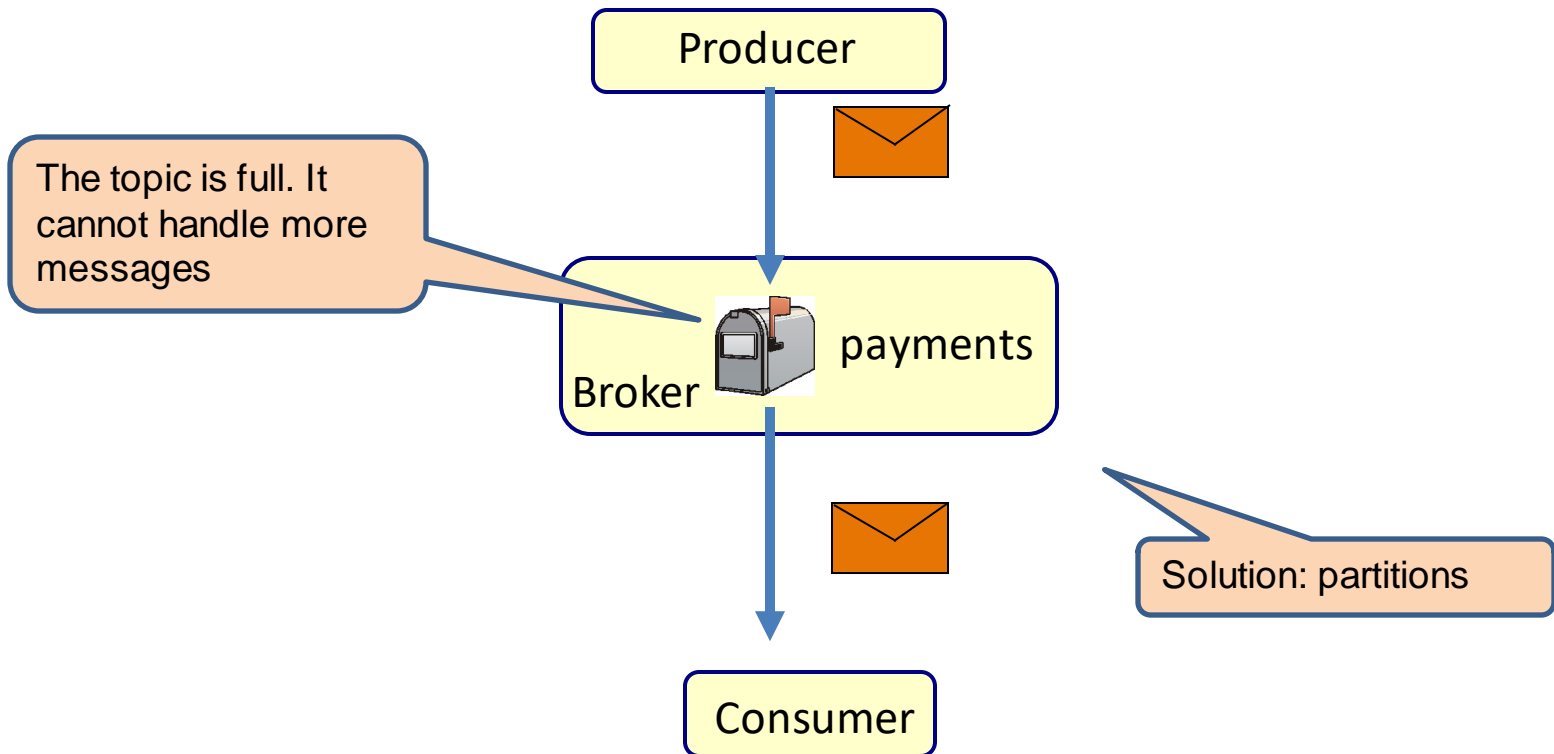 Producer
The topic is full. It
cannot handle more
messages
payments
Broker
Solution: partitions
Consumer